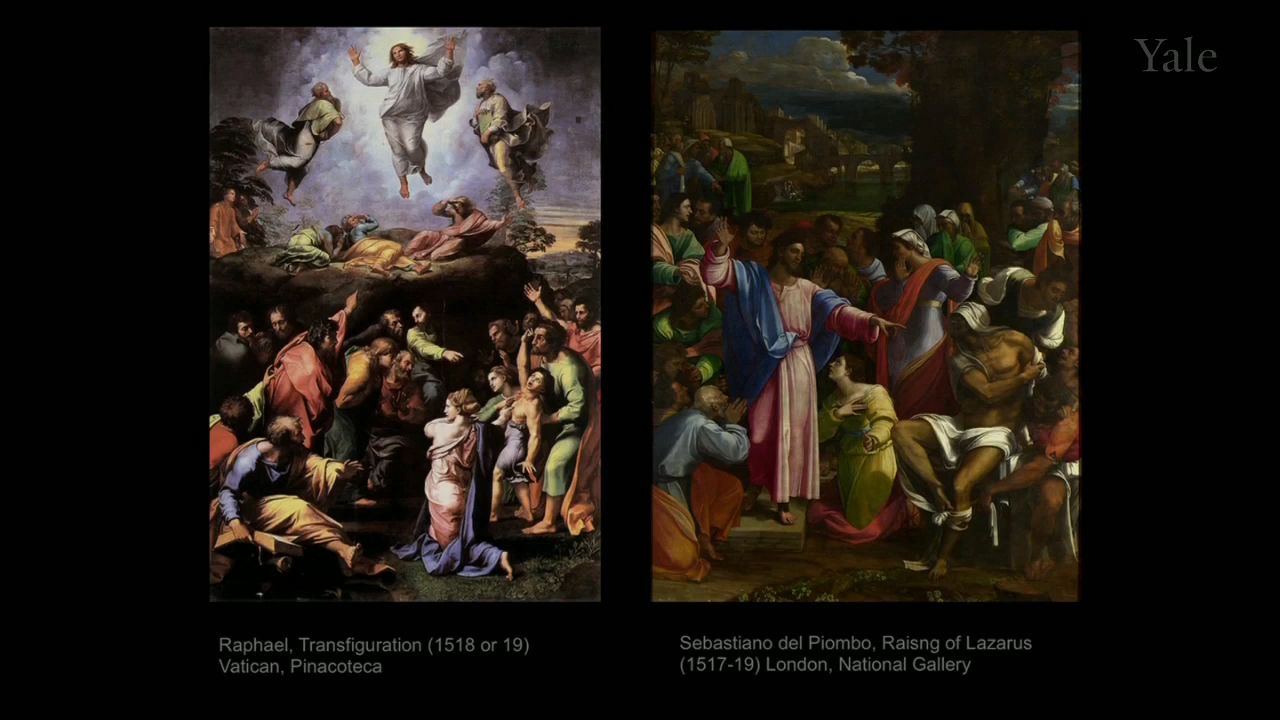 Yale
Raphael, Transfiguration (1518 or 19)
Vatican, Pinacoteca
Sebastiano del Piombo, Raisng of Lazarus
(1517-19) London, National Gallery